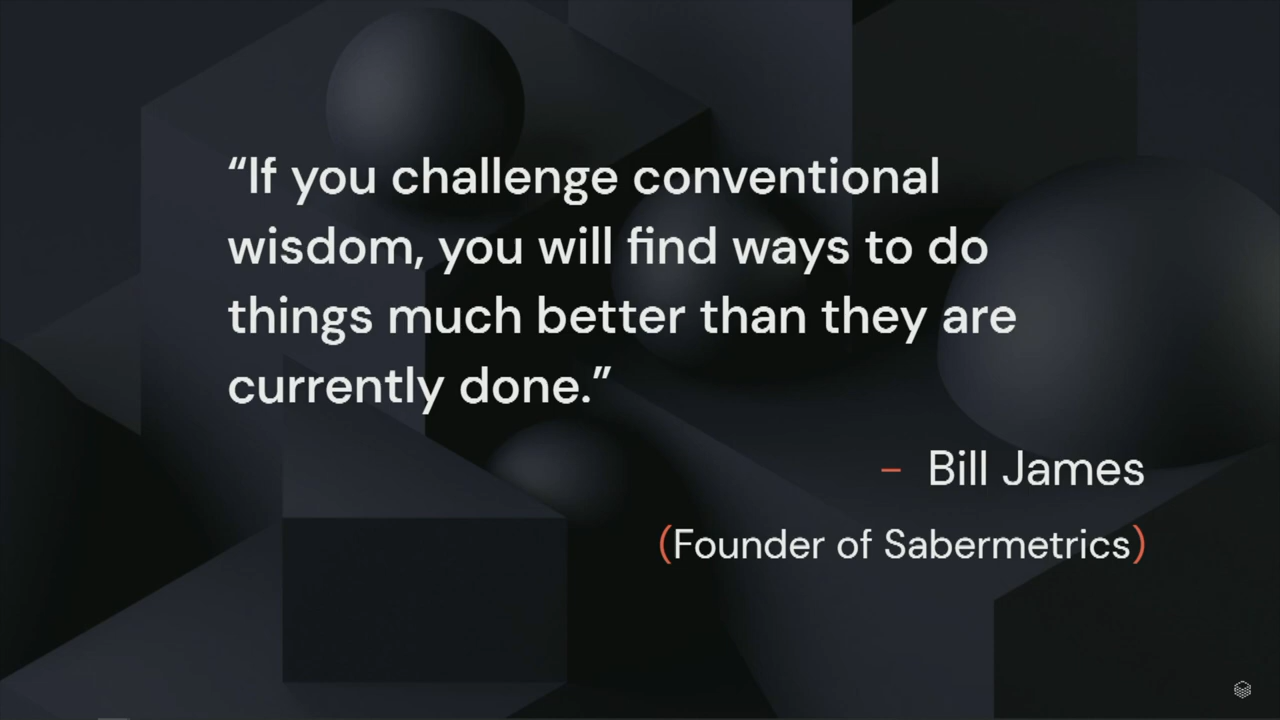 “If you challenge conventional
wisdom, you will find ways to do
things much better than they are
currently done.”
– Bill James
(Founder of Sabermetrics)